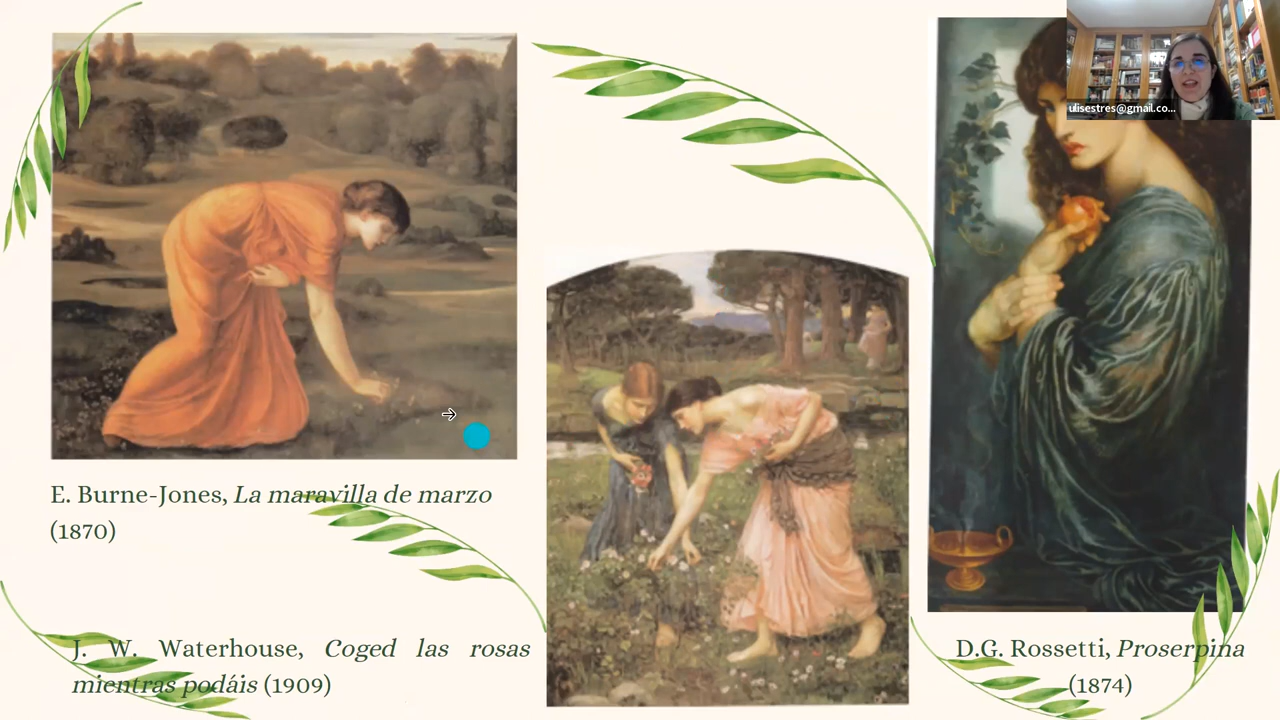 ulisestres@gmail.co...
E. Burne-Jones, La maravilla de marzo
(1870)
J. W. Waterhouse, Coged las rosas
mientras podáis (1909)
D.G. Rossetti, Proserpina
(1874)